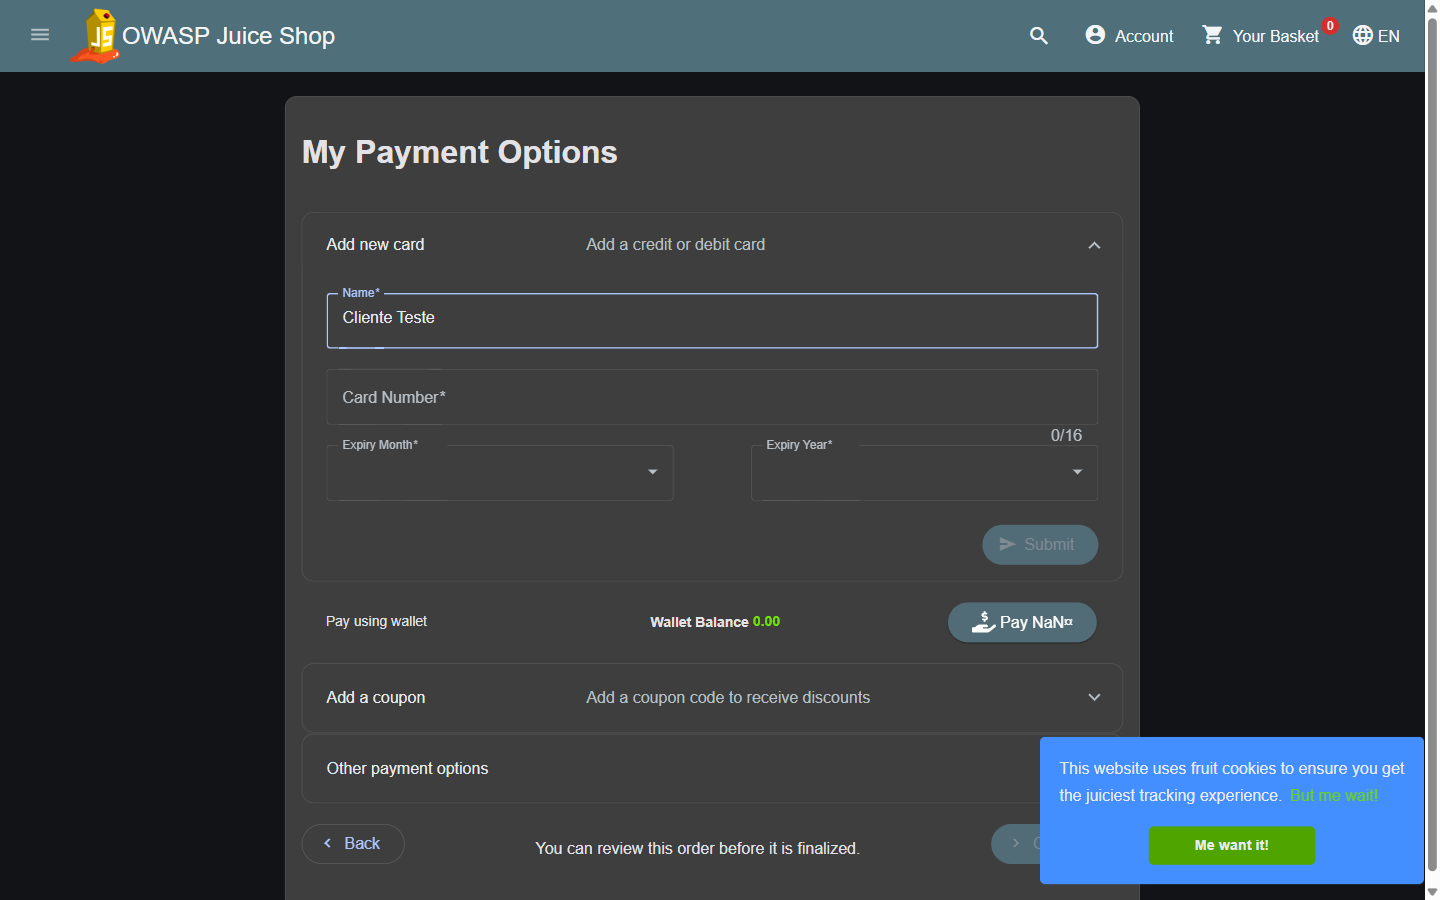 OWASP Juice Shop
Account
Your Basket 0
EN
My Payment Options
Add new card Add a credit or debit card
Name*
Cliente Teste
Card Number*
0/16
Expiry Month* Expiry Year*
Submit
Pay using wallet Wallet Balance 0.00 Pay NaN¤
Add a coupon Add a coupon code to receive discounts
Other payment options
This website uses fruit cookies to ensure you get
the juiciest tracking experience. But me wait!
Me want it!
Back You can review this order before it is finalized.